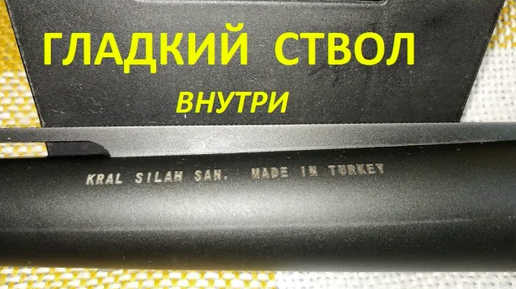 ГЛАДКИЙ СТВОЛ
ВНУТРИ
KRAL SILAH SAN. MADE IN TURKEY